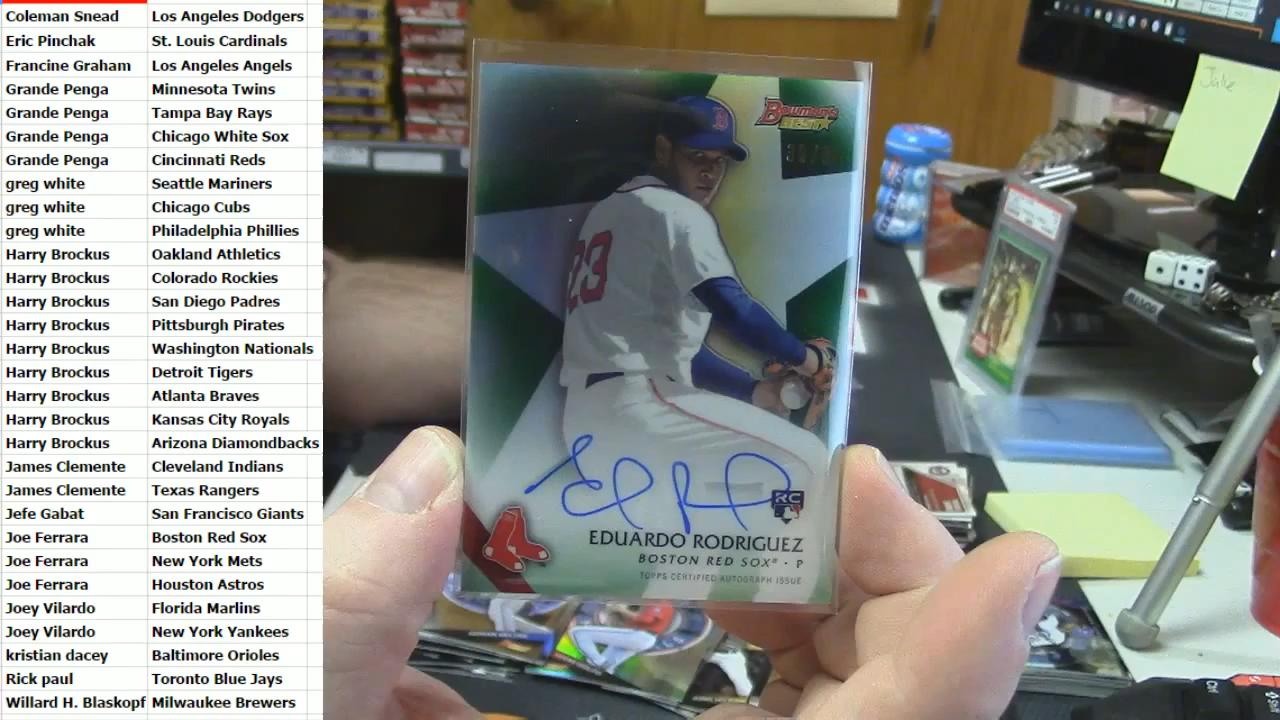 Coleman Snead Los Angeles Dodgers
Eric Pinchak St. Louis Cardinals
Francine Graham Los Angeles Angels
Grande Penga Minnesota Twins
Grande Penga Tampa Bay Rays
Grande Penga Chicago White Sox
Grande Penga Cincinnati Reds
greg white Seattle Mariners
greg white Chicago Cubs
greg white Philadelphia Phillies
Harry Brockus Oakland Athletics
Harry Brockus Colorado Rockies
Harry Brockus San Diego Padres
Harry Brockus Pittsburgh Pirates
Harry Brockus Washington Nationals
Harry Brockus Detroit Tigers
Harry Brockus Atlanta Braves
Harry Brockus Kansas City Royals
Harry Brockus Arizona Diamondbacks
James Clemente Cleveland Indians
James Clemente Texas Rangers
Jefe Gabat San Francisco Giants
Joe Ferrara Boston Red Sox
Joe Ferrara New York Mets
Joe Ferrara Houston Astros
Joey Vilardo Florida Marlins
Joey Vilardo New York Yankees
kristian dacey Baltimore Orioles
Rick paul Toronto Blue Jays
Willard H. Blaskopf Milwaukee Brewers
Bowman's
BEST
B
23
RC
EDUARDO RODRIGUEZ
BOSTON RED SOX® · P
TOPPS CERTIFIED AUTOGRAPH ISSUE
Jake